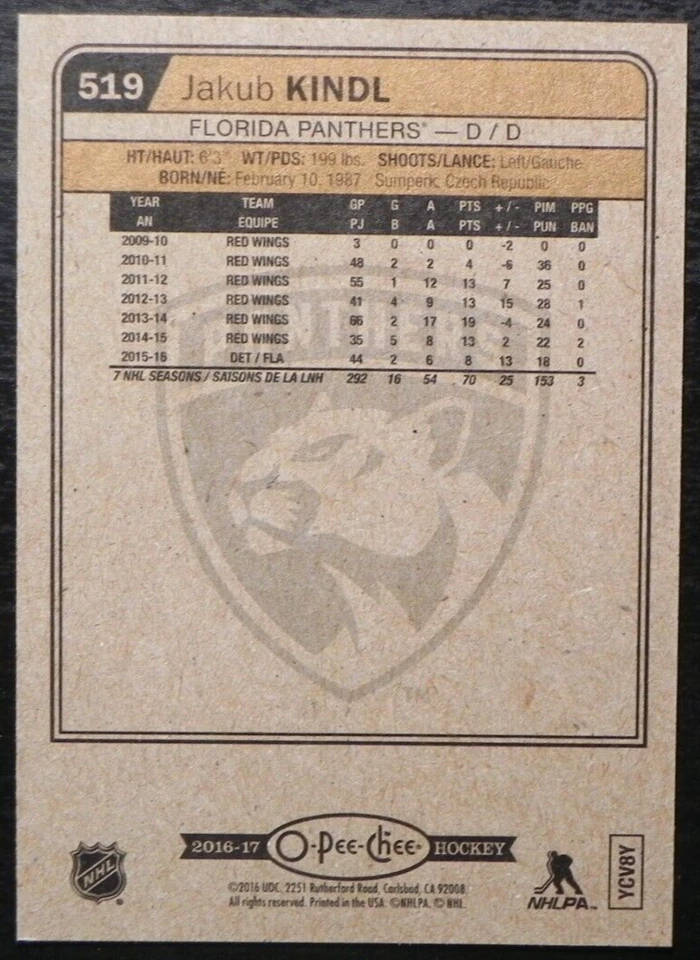 519 Jakub KINDL
FLORIDA PANTHERS® — D / D
HT/HAUT: 6'3" WT/PDS: 199 lbs. SHOOTS/LANCE: Left/Gauche
BORN/NÉ: February 10, 1987 Sumperk, Czech Republic
YEAR TEAM GP G A PTS +/- PIM PPG
AN ÉQUIPE PJ B A PTS +/- PUN BAN
2009-10 RED WINGS 3 0 0 0 -2 0 0
2010-11 RED WINGS 48 2 2 4 -6 36 0
2011-12 RED WINGS 55 1 12 13 7 25 0
2012-13 RED WINGS 41 4 9 13 15 28 1
2013-14 RED WINGS 66 2 17 19 -4 24 0
2014-15 RED WINGS 35 5 8 13 2 22 2
2015-16 DET / FLA 44 2 6 8 13 18 0
7 NHL SEASONS / SAISONS DE LA LNH 292 16 54 70 25 153 3
PANTHERS
TM
2016-17 O-Pee-Chee® HOCKEY
NHL
©2016 UDC, 2251 Rutherford Road, Carlsbad, CA 92008.
All rights reserved. Printed in the USA. ©NHLPA. © NHL.
NHLPA™
YCV8Y